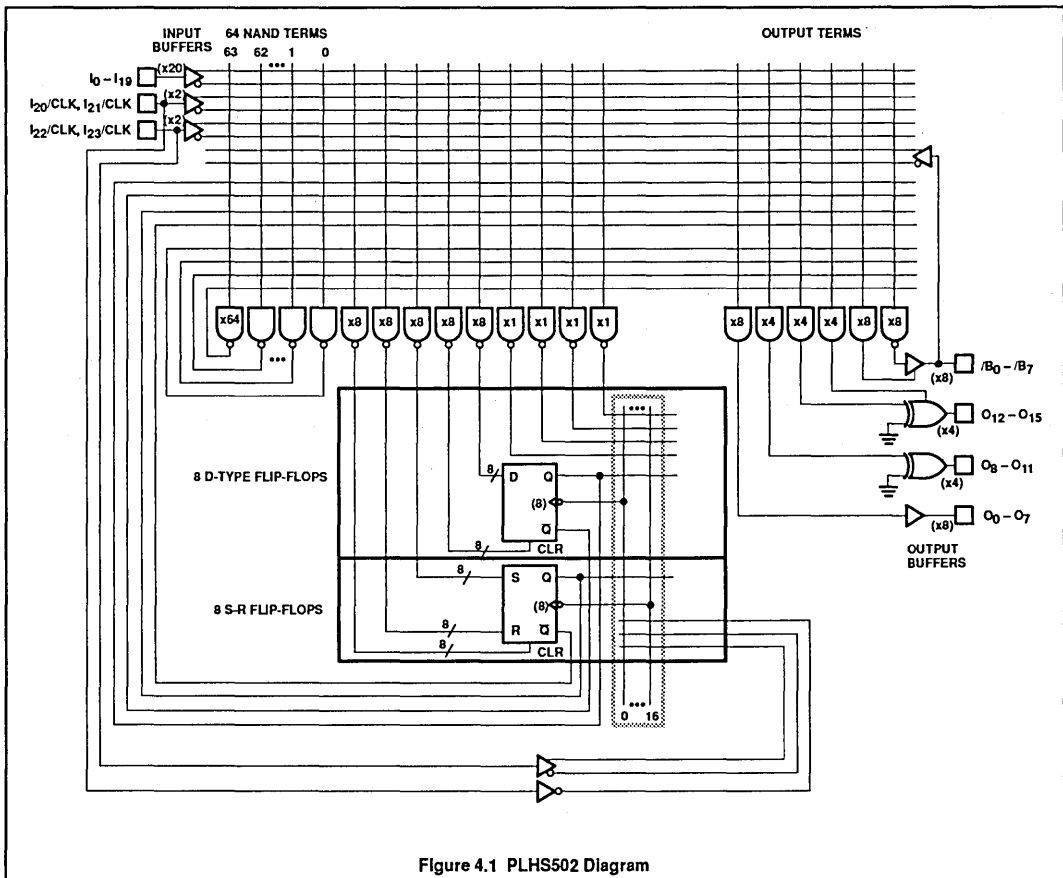 INPUT BUFFERS
64 NAND TERMS
OUTPUT TERMS
63 62 ••• 1 0
I0 – I19
(x20)
I20/CLK, I21/CLK
(x2)
I22/CLK, I23/CLK
(x2)
x64
•••
x8
x8
x8
x8
x8
x1
x1
x1
x1
x8
x4
x4
x4
x8
x8
/B0 – /B7
(x8)
O12 – O15
(x4)
O8 – O11
(x4)
O0 – O7
(x8)
OUTPUT BUFFERS
•••
8 D-TYPE FLIP-FLOPS
8
D Q
(8)
Q̅
8
CLR
8 S-R FLIP-FLOPS
8
S Q
(8)
8
R Q̅
8
CLR
0 ••• 16
Figure 4.1 PLHS502 Diagram